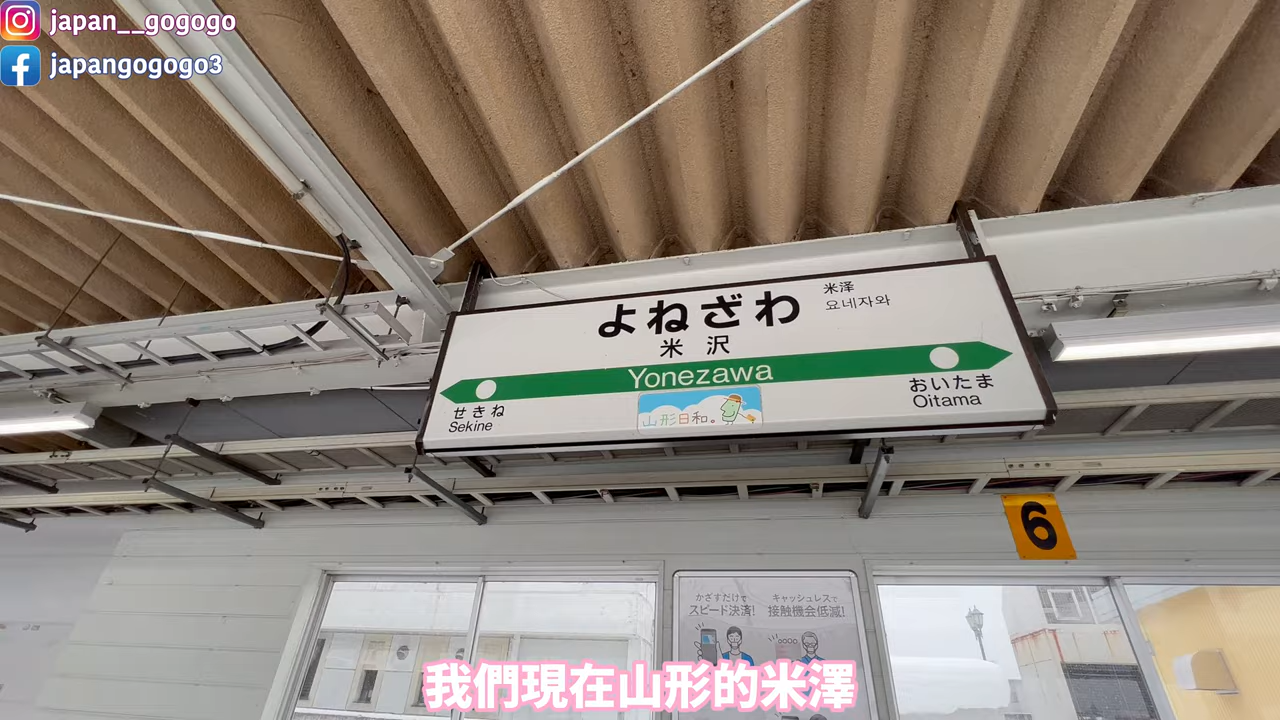 japan__gogogo
japangogogo3
よねざわ
米泽
요네자와
米沢
Yonezawa
せきね
Sekine
おいたま
Oitama
山形日和。
6
かざすだけで
スピード決済!
キャッシュレスで
接触機会低減!
我們現在山形的米澤